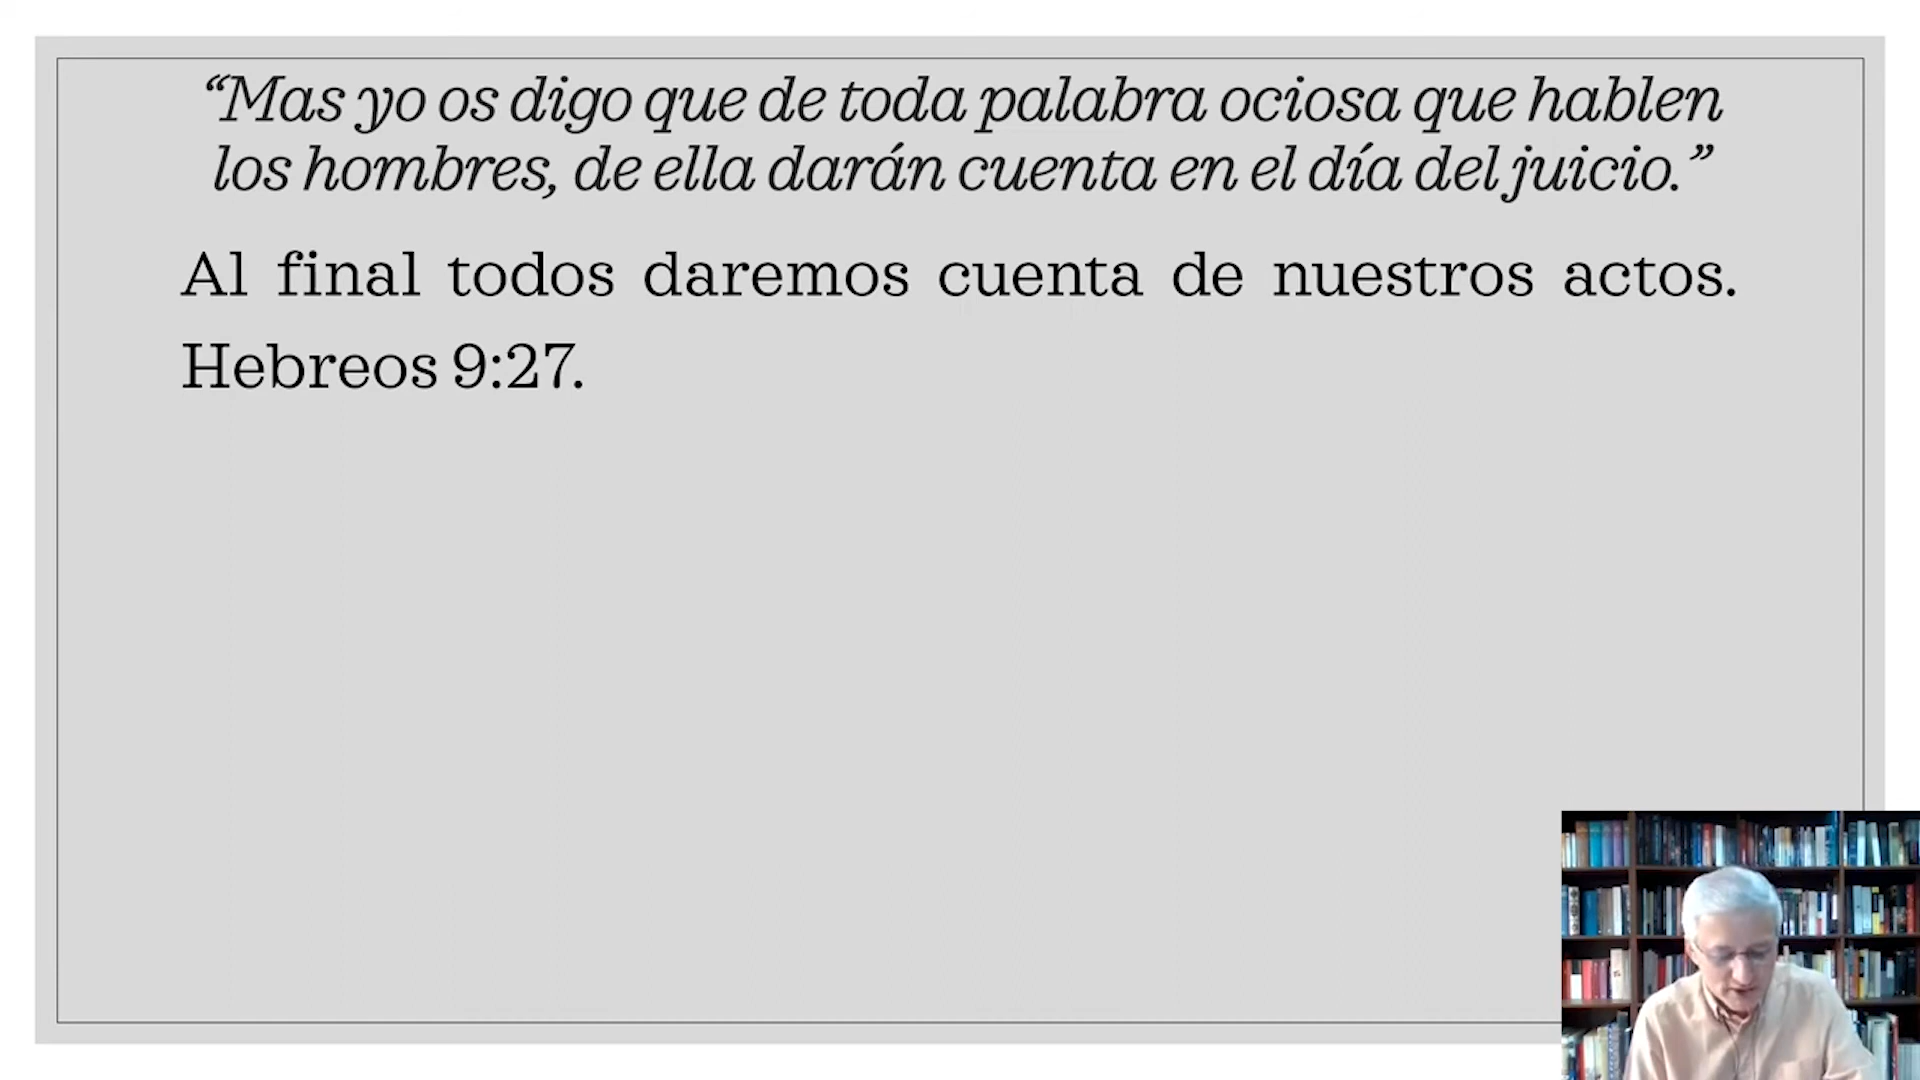 “Mas yo os digo que de toda palabra ociosa que hablen
los hombres, de ella darán cuenta en el día del juicio.”
Al final todos daremos cuenta de nuestros actos.
Hebreos 9:27.